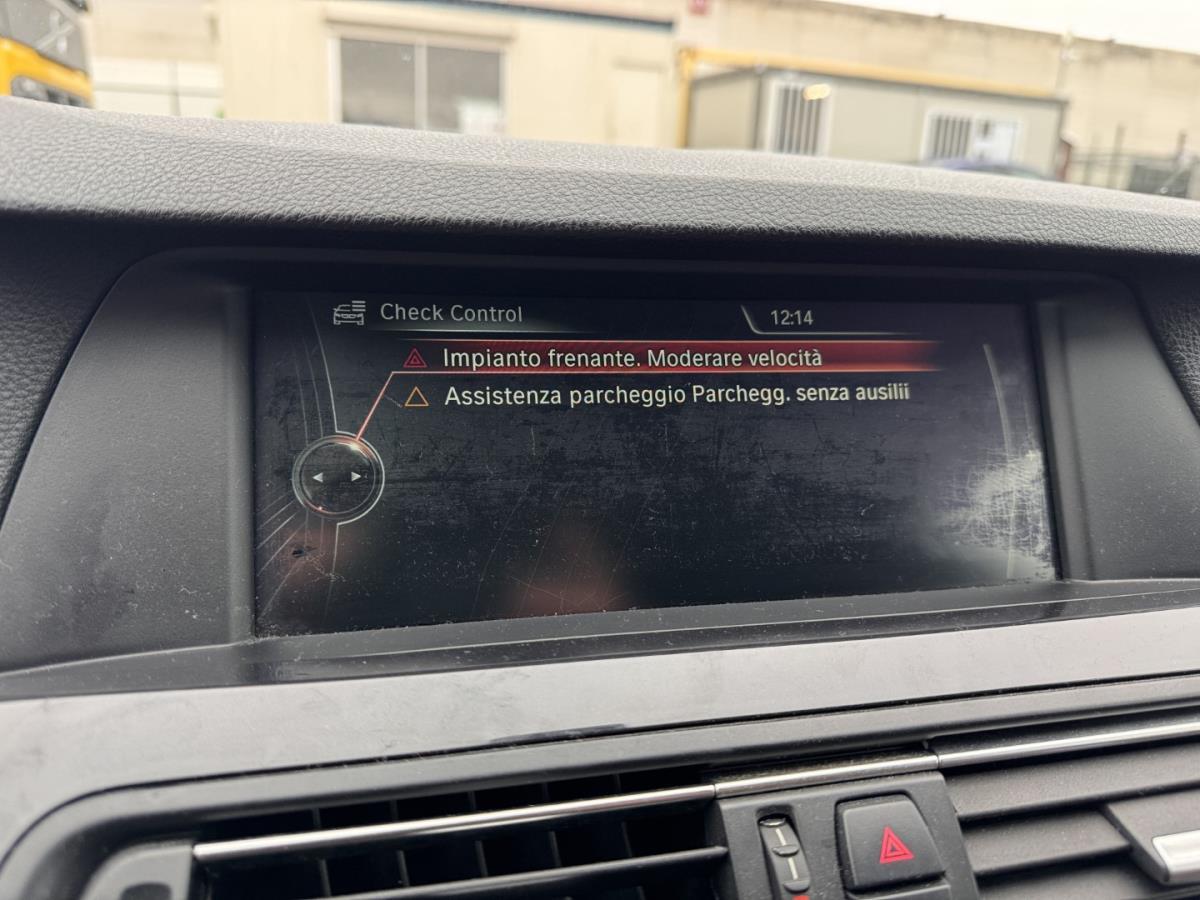 Check Control
12:14
Impianto frenante. Moderare velocità
Assistenza parcheggio Parchegg. senza ausilii